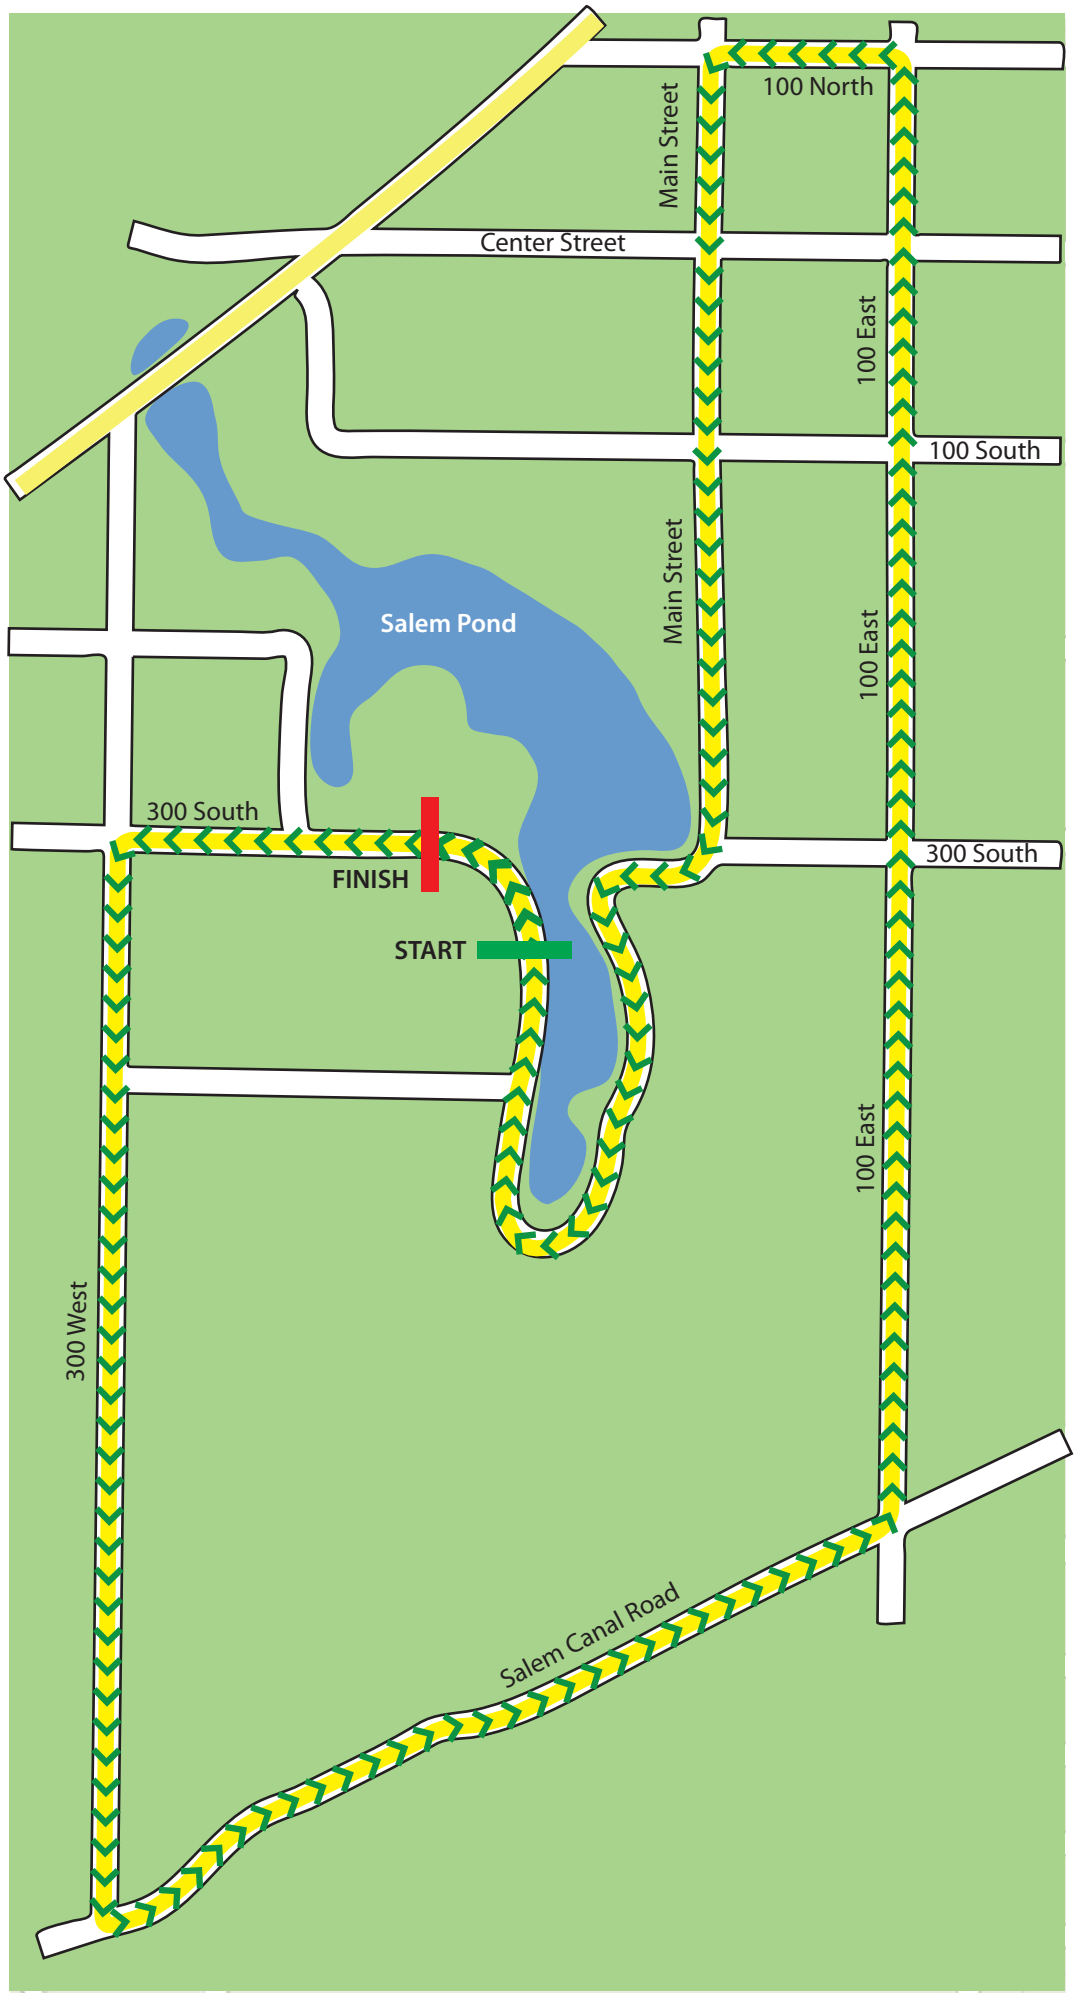 100 North
Main Street
Center Street
100 East
100 South
Main Street
Salem Pond
100 East
300 South
300 South
FINISH
START
100 East
300 West
Salem Canal Road